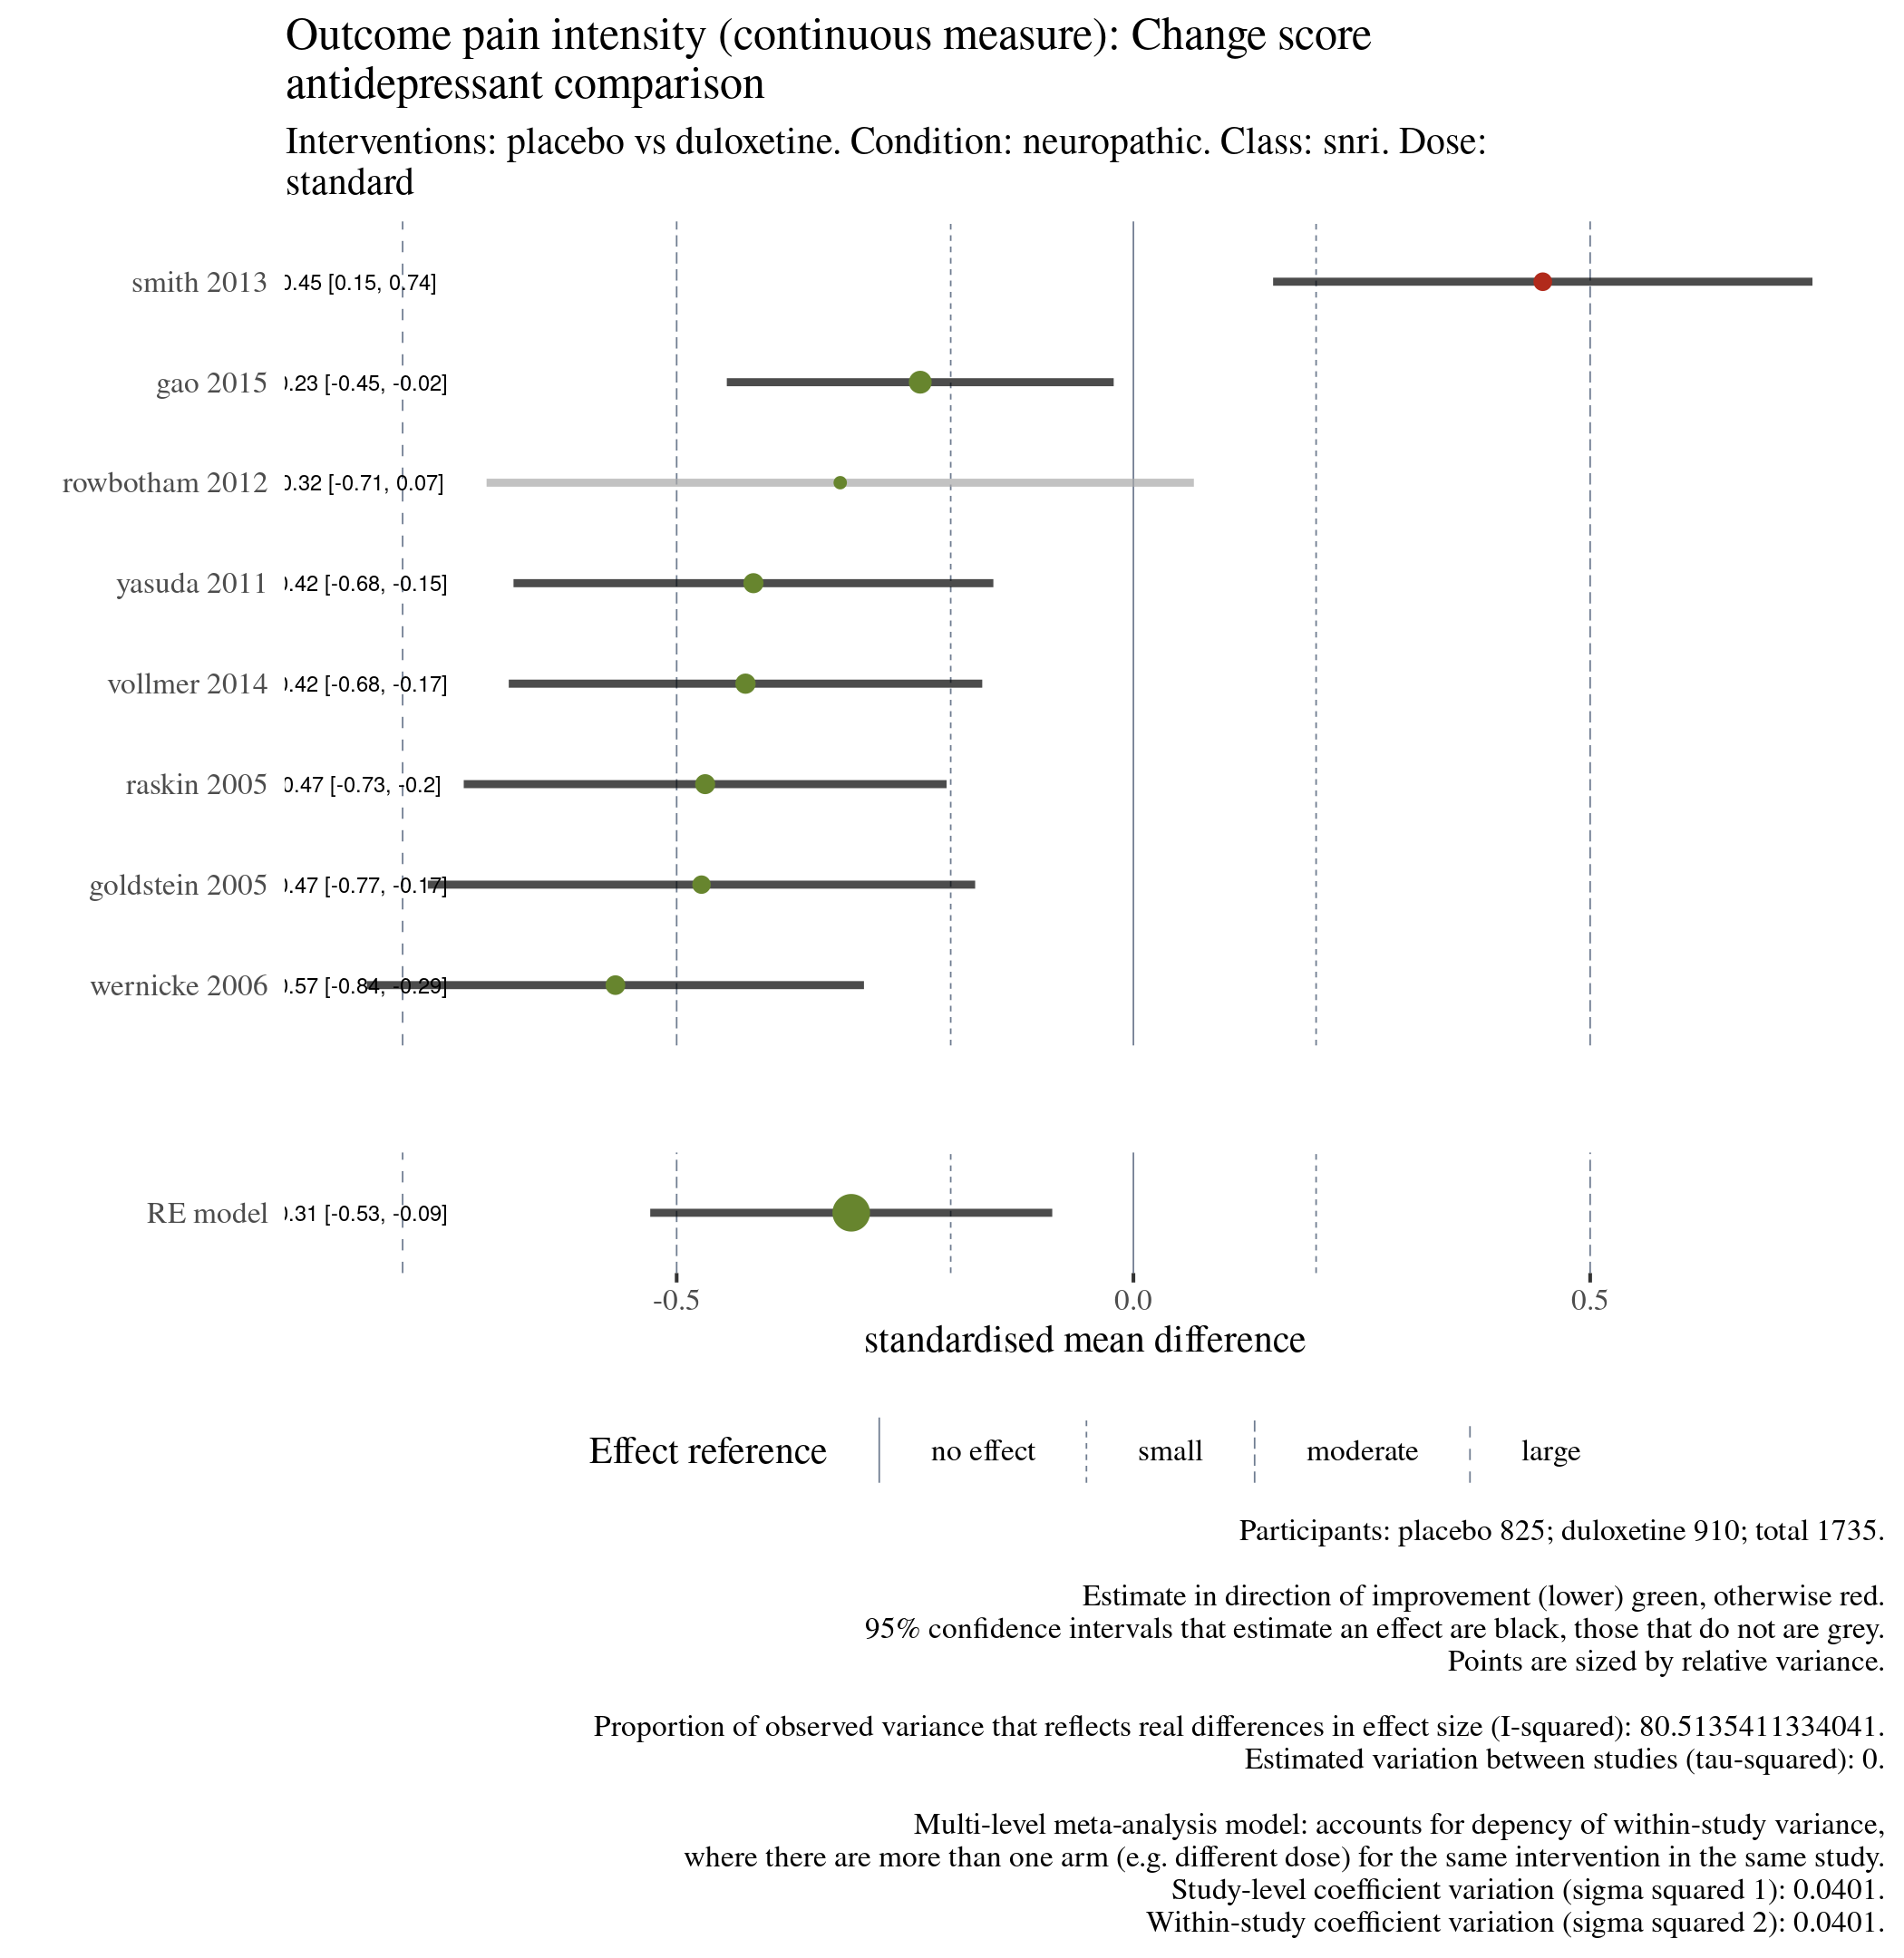 Outcome pain intensity (continuous measure): Change score
antidepressant comparison
Interventions: placebo vs duloxetine. Condition: neuropathic. Class: snri. Dose:
standard
smith 2013 0.45 [0.15, 0.74]
gao 2015 0.23 [-0.45, -0.02]
rowbotham 2012 0.32 [-0.71, 0.07]
yasuda 2011 0.42 [-0.68, -0.15]
vollmer 2014 0.42 [-0.68, -0.17]
raskin 2005 0.47 [-0.73, -0.2]
goldstein 2005 0.47 [-0.77, -0.17]
wernicke 2006 0.57 [-0.84, -0.29]
RE model 0.31 [-0.53, -0.09]
-0.5 0.0 0.5
standardised mean difference
Effect reference no effect small moderate large
Participants: placebo 825; duloxetine 910; total 1735.
Estimate in direction of improvement (lower) green, otherwise red.
95% confidence intervals that estimate an effect are black, those that do not are grey.
Points are sized by relative variance.
Proportion of observed variance that reflects real differences in effect size (I-squared): 80.5135411334041.
Estimated variation between studies (tau-squared): 0.
Multi-level meta-analysis model: accounts for depency of within-study variance,
where there are more than one arm (e.g. different dose) for the same intervention in the same study.
Study-level coefficient variation (sigma squared 1): 0.0401.
Within-study coefficient variation (sigma squared 2): 0.0401.